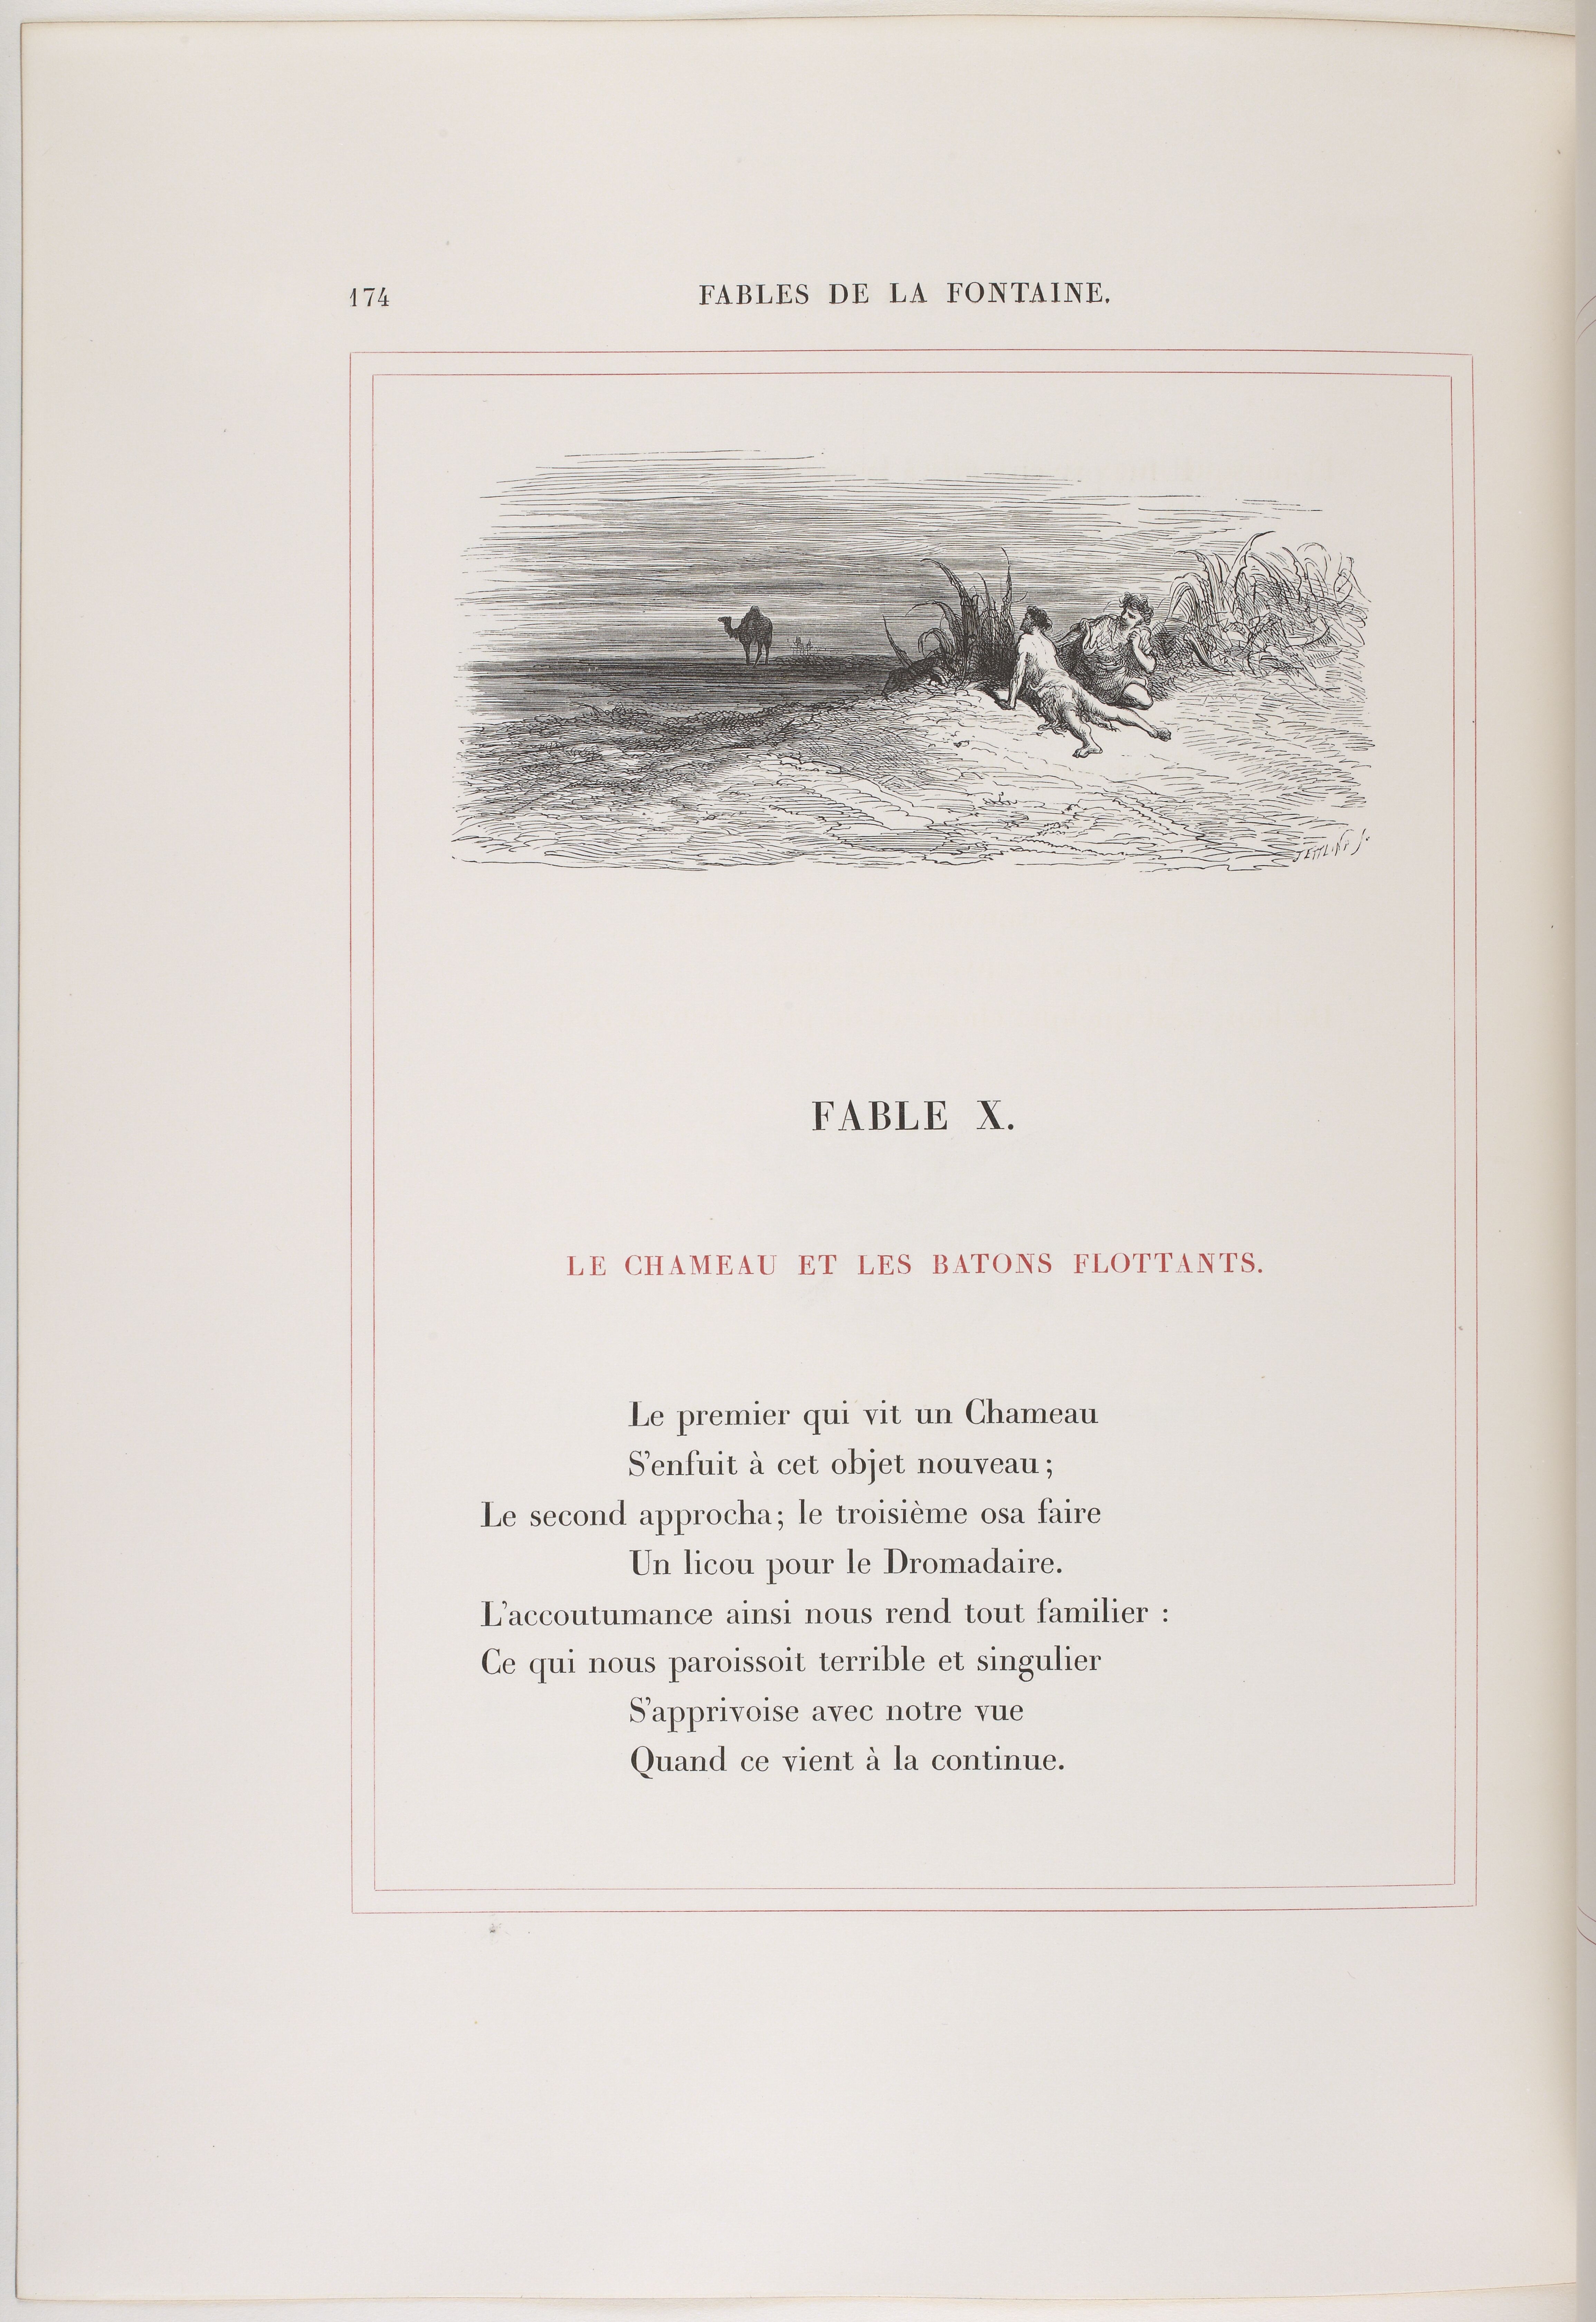 174
FABLES DE LA FONTAINE.
FABLE X.
LE CHAMEAU ET LES BATONS FLOTTANTS.
Le premier qui vit un Chameau
S'enfuit à cet objet nouveau ;
Le second approcha ; le troisième osa faire
Un licou pour le Dromadaire.
L'accoutumance ainsi nous rend tout familier :
Ce qui nous paroissoit terrible et singulier
S'apprivoise avec notre vue
Quand ce vient à la continue.